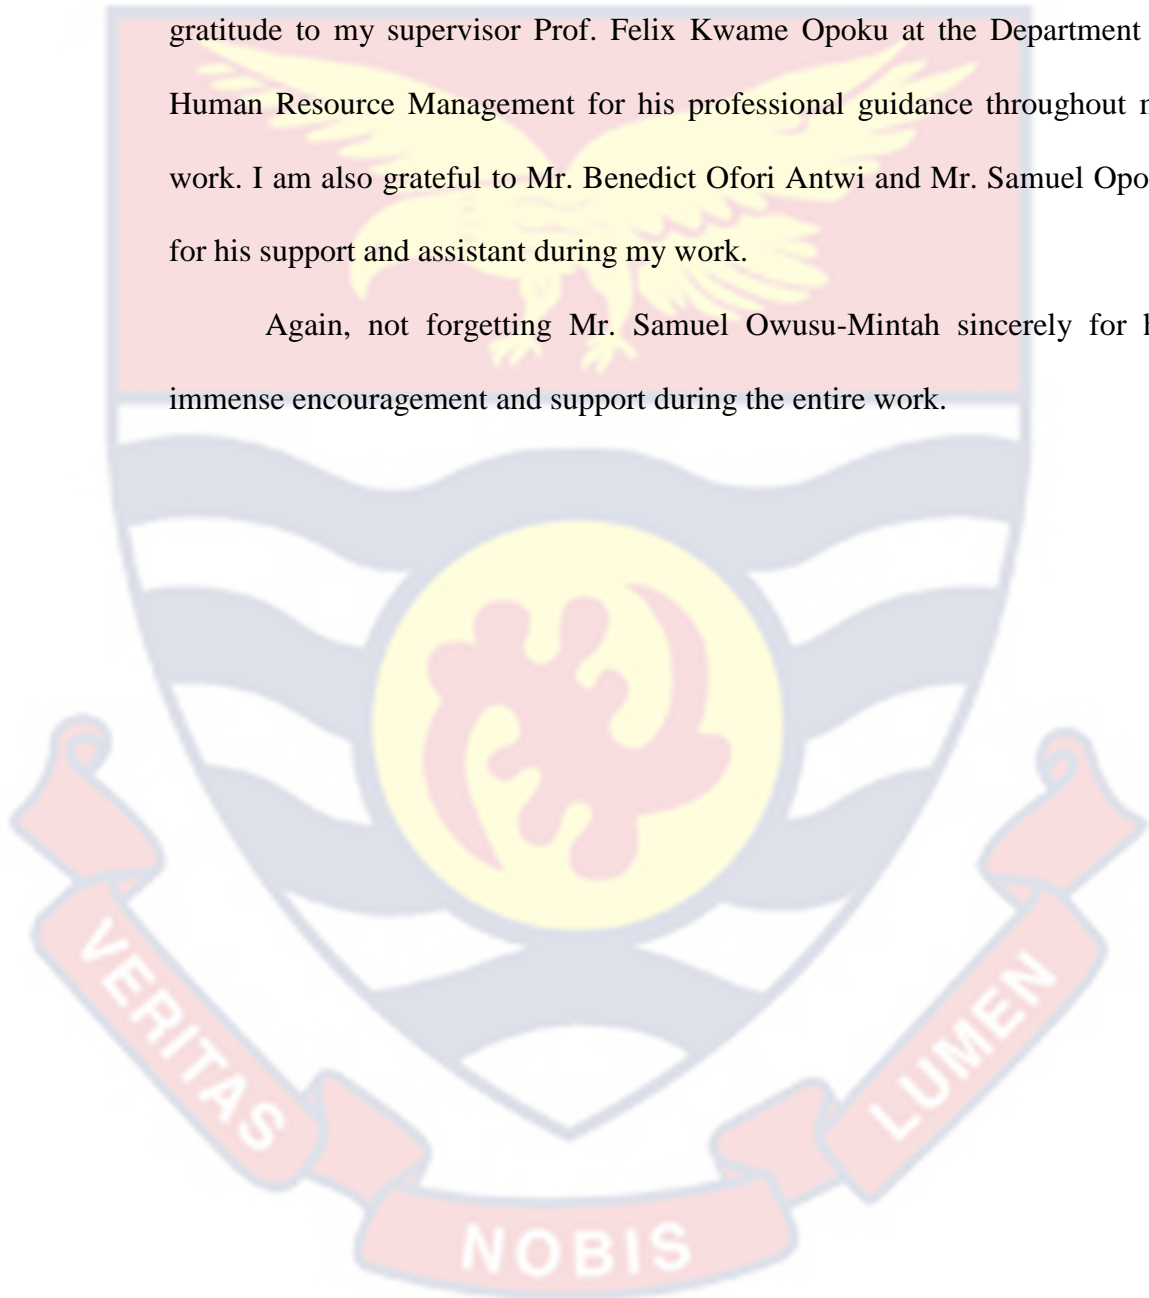 gratitude to my supervisor Prof. Felix Kwame Opoku at the Department
Human Resource Management for his professional guidance throughout
work. I am also grateful to Mr. Benedict Ofori Antwi and Mr. Samuel Opo
for his support and assistant during my work.
Again, not forgetting Mr. Samuel Owusu-Mintah sincerely for
immense encouragement and support during the entire work.
VERITAS
NOBIS
LUMEN